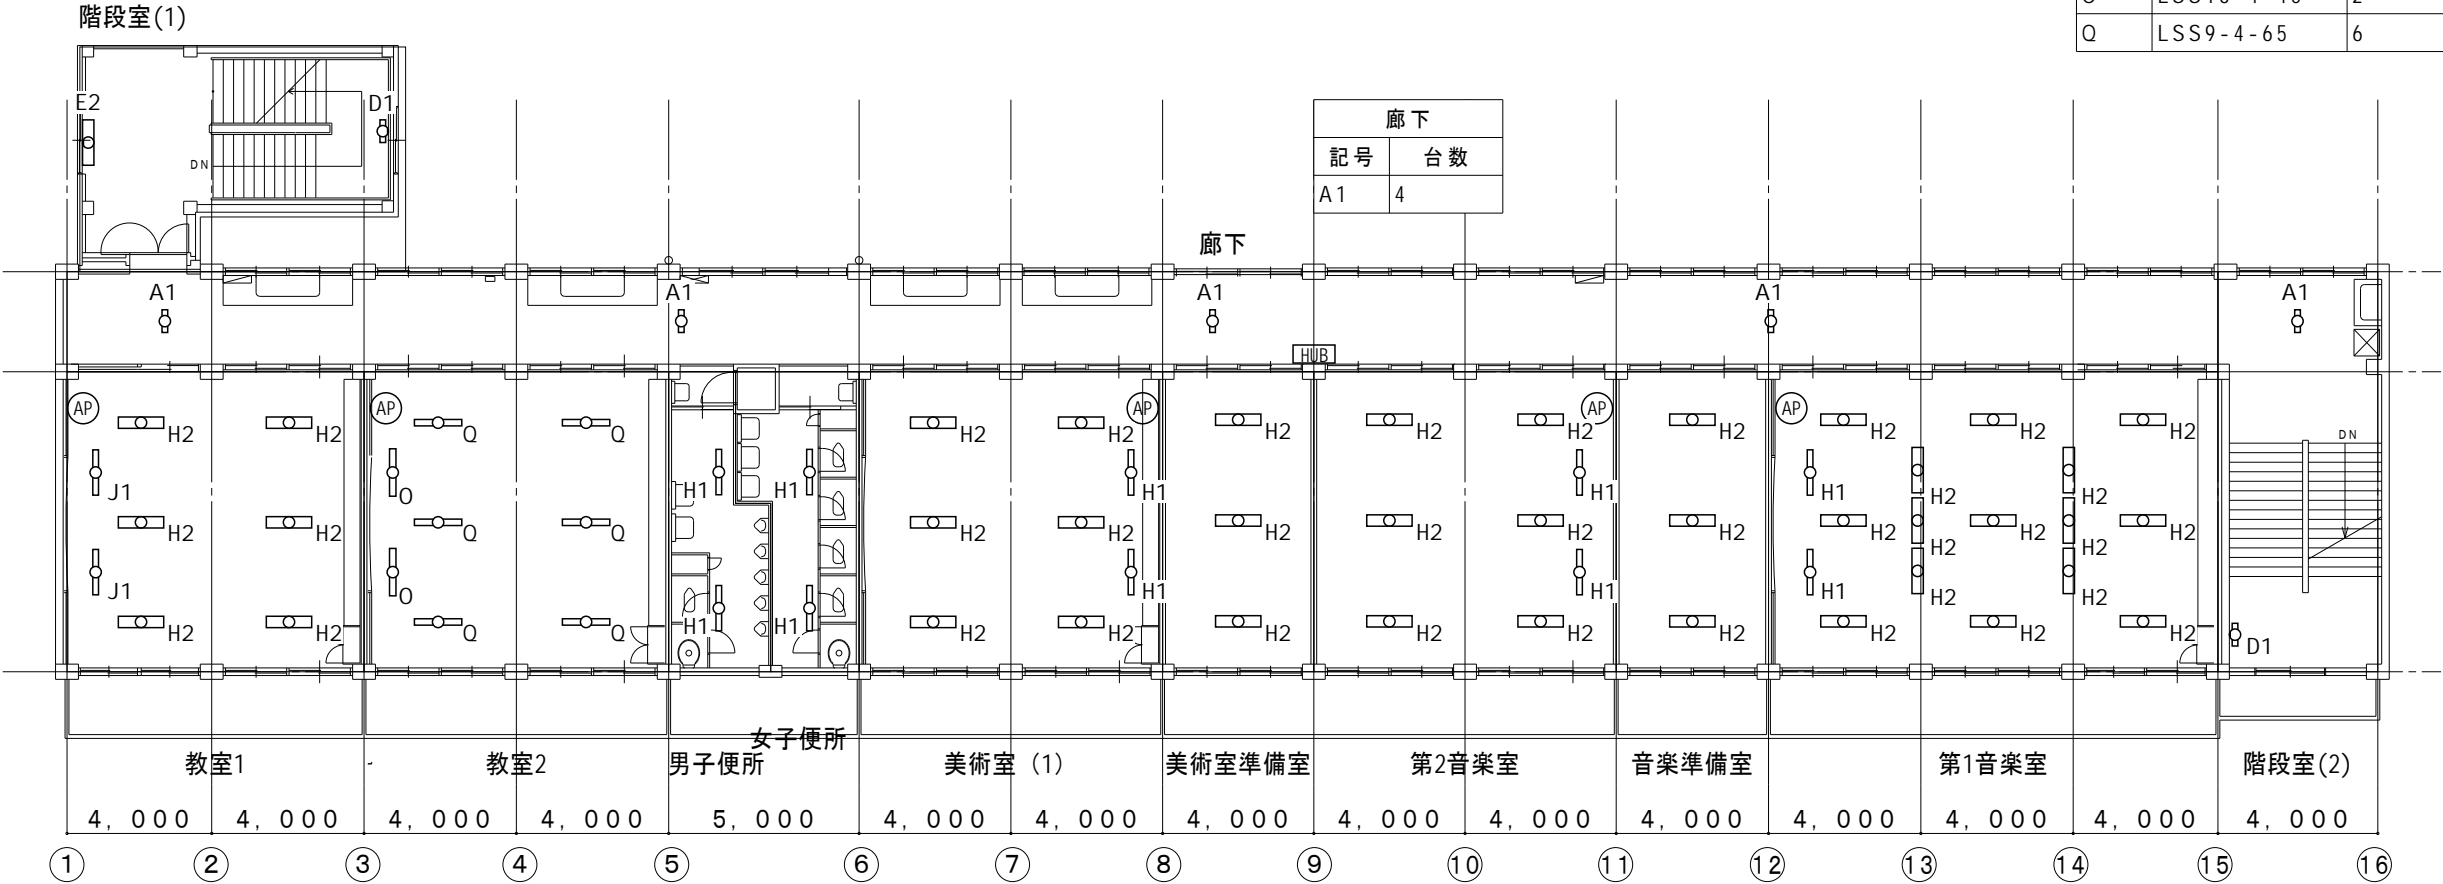 階段室(1)
Q LSS9-4-65 6
E2
D1
DN
廊下
記号 台数
A1 4
廊下
A1 A1 A1 A1 A1
HUB
AP AP AP AP AP
H2 H2 Q Q H2 H2 H2 H2 H2 H2 H2 H2 H2
DN
J1 O H1 H1 H1 H1 H1 H2 H2
H2 H2 Q Q H2 H2 H2 H2 H2 H2 H2 H2 H2
H2 H2
J1 O H1 H1 H1 H2 H2
H2 H2 Q Q H1 H1 H2 H2 H2 H2 H2 H2 H2 H2 H2
D1
女子便所
教室1 教室2 男子便所 美術室 (1) 美術室準備室 第2音楽室 音楽準備室 第1音楽室 階段室(2)
4,000 4,000 4,000 4,000 5,000 4,000 4,000 4,000 4,000 4,000 4,000 4,000 4,000 4,000 4,000
1 2 3 4 5 6 7 8 9 10 11 12 13 14 15 16